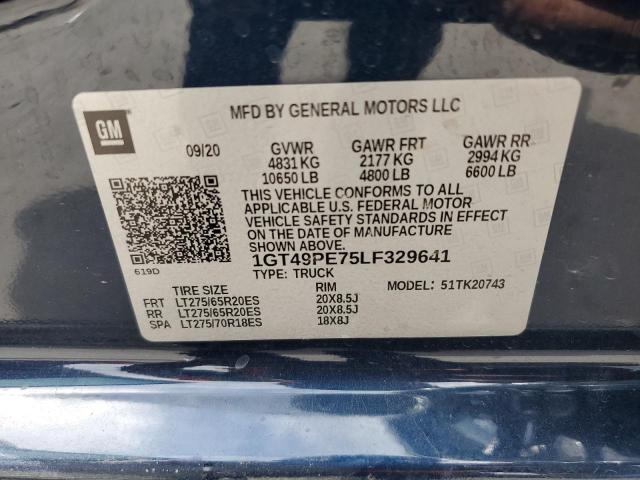 GM
MFD BY GENERAL MOTORS LLC
09/20 GVWR GAWR FRT GAWR RR
4831 KG 2177 KG 2994 KG
10650 LB 4800 LB 6600 LB
THIS VEHICLE CONFORMS TO ALL
APPLICABLE U.S. FEDERAL MOTOR
VEHICLE SAFETY STANDARDS IN EFFECT
ON THE DATE OF MANUFACTURE
SHOWN ABOVE.
1GT49PE75LF329641
619D TYPE: TRUCK MODEL: 51TK20743
TIRE SIZE RIM
FRT LT275/65R20ES 20X8.5J
RR LT275/65R20ES 20X8.5J
SPA LT275/70R18ES 18X8J